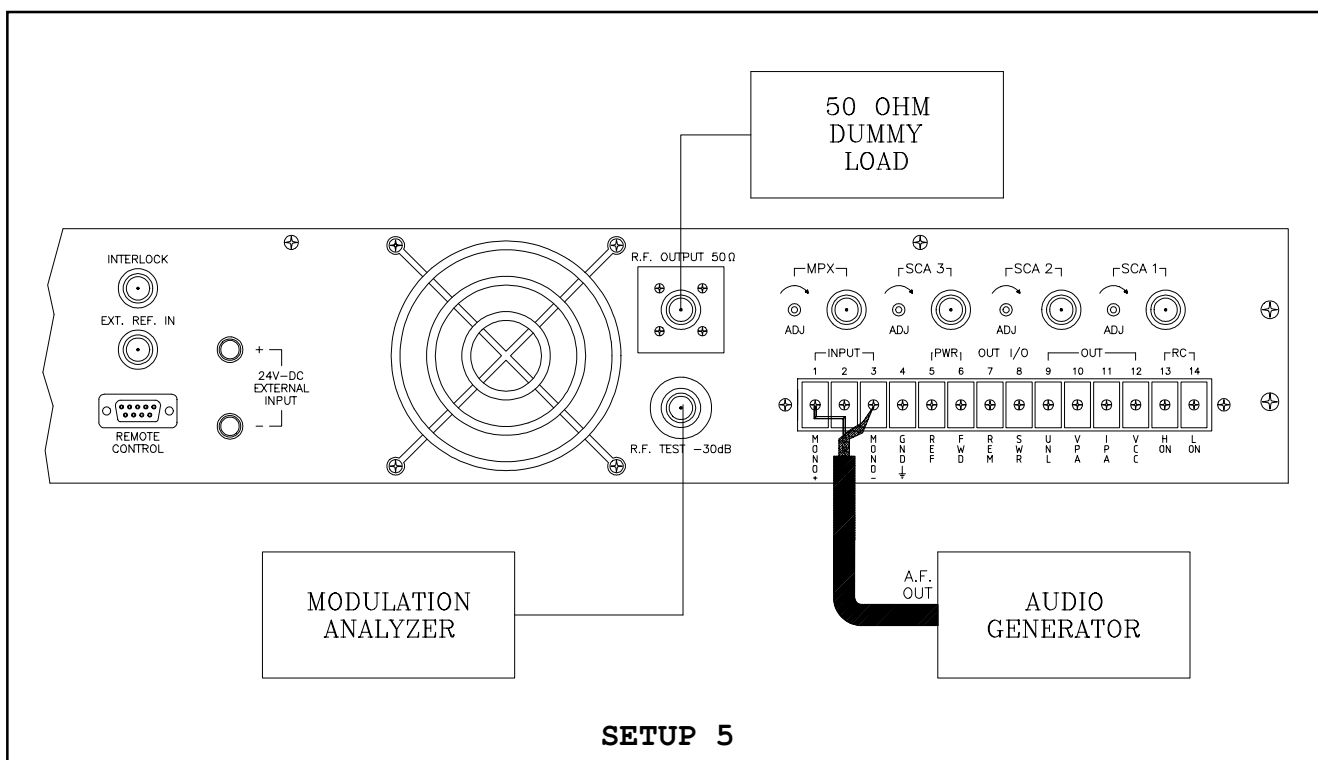 50 OHM
DUMMY
LOAD
INTERLOCK
EXT. REF. IN
+
24V-DC
EXTERNAL
INPUT
-
REMOTE
CONTROL
R.F. OUTPUT 50Ω
R.F. TEST -30dB
MPX
SCA 3
SCA 2
SCA 1
ADJ
ADJ
ADJ
ADJ
INPUT
PWR
OUT I/O
OUT
RC
1 2 3 4 5 6 7 8 9 10 11 12 13 14
MONO+
MONO-
GND
REF
FWD
REM
SWR
UNL
VPA
IPA
VCC
H ON
L ON
A.F.
OUT
MODULATION
ANALYZER
AUDIO
GENERATOR
SETUP 5